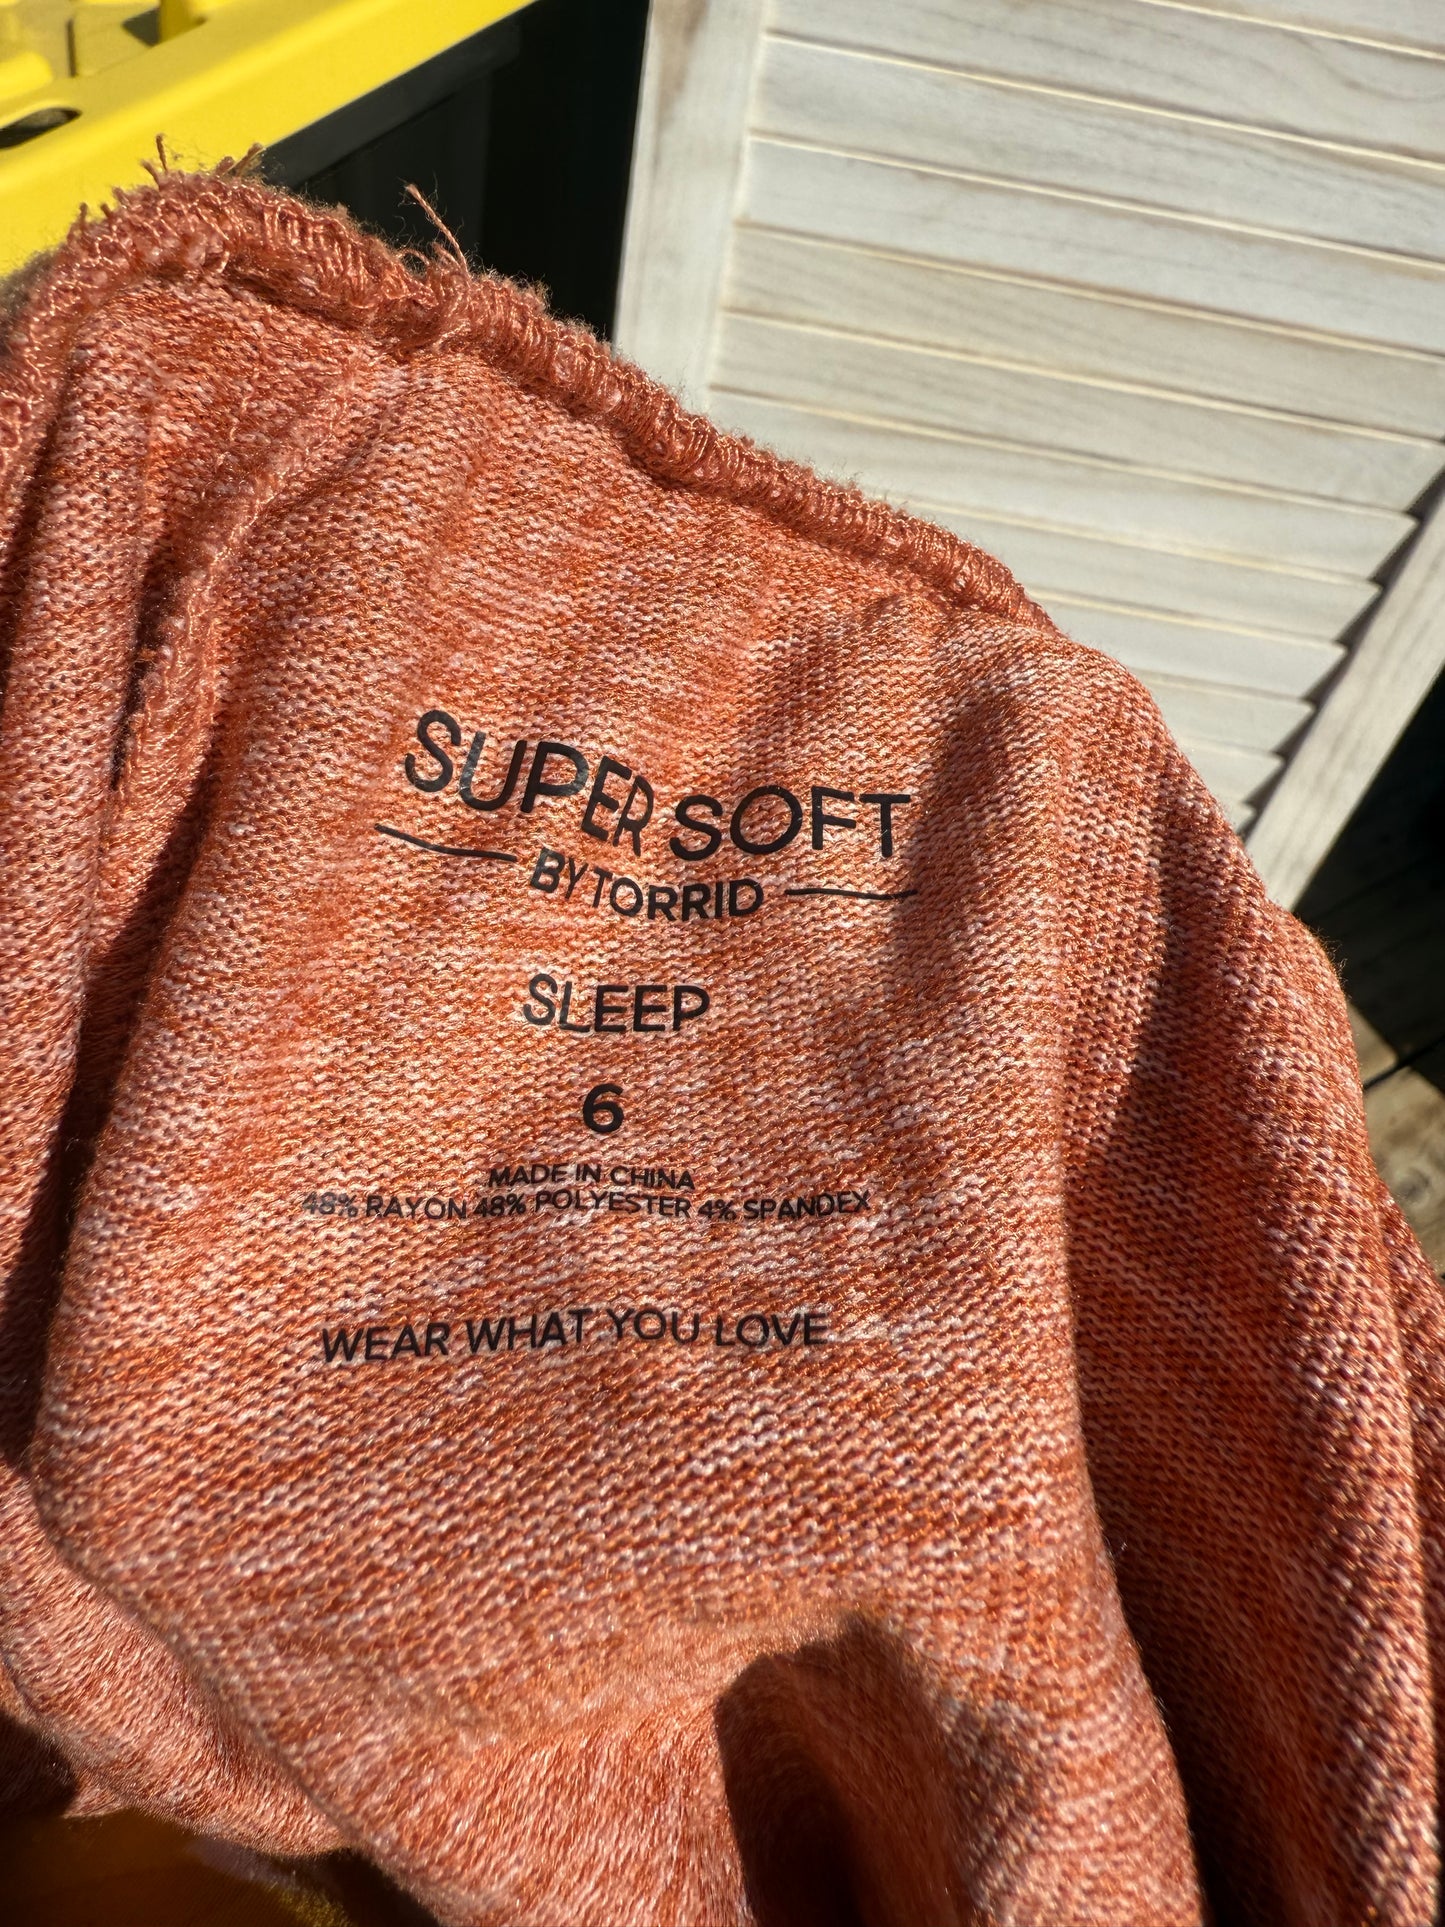 SUPER SOFT
BY TORRID
SLEEP
6
MADE IN CHINA
48% RAYON 48% POLYESTER 4% SPANDEX
WEAR WHAT YOU LOVE